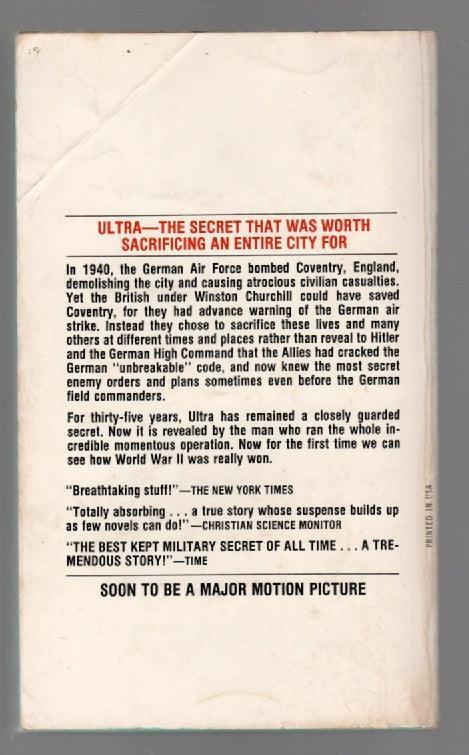 ULTRA—THE SECRET THAT WAS WORTH
SACRIFICING AN ENTIRE CITY FOR
In 1940, the German Air Force bombed Coventry, England,
demolishing the city and causing atrocious civilian casualties.
Yet the British under Winston Churchill could have saved
Coventry, for they had advance warning of the German air
strike. Instead they chose to sacrifice these lives and many
others at different times and places rather than reveal to Hitler
and the German High Command that the Allies had cracked the
German "unbreakable" code, and now knew the most secret
enemy orders and plans sometimes even before the German
field commanders.
For thirty-five years, Ultra has remained a closely guarded
secret. Now it is revealed by the man who ran the whole in-
credible momentous operation. Now for the first time we can
see how World War II was really won.
"Breathtaking stuff!"—THE NEW YORK TIMES
"Totally absorbing . . . a true story whose suspense builds up
as few novels can do!"—CHRISTIAN SCIENCE MONITOR
"THE BEST KEPT MILITARY SECRET OF ALL TIME . . . A TRE-
MENDOUS STORY!"—TIME
SOON TO BE A MAJOR MOTION PICTURE
PRINTED IN USA